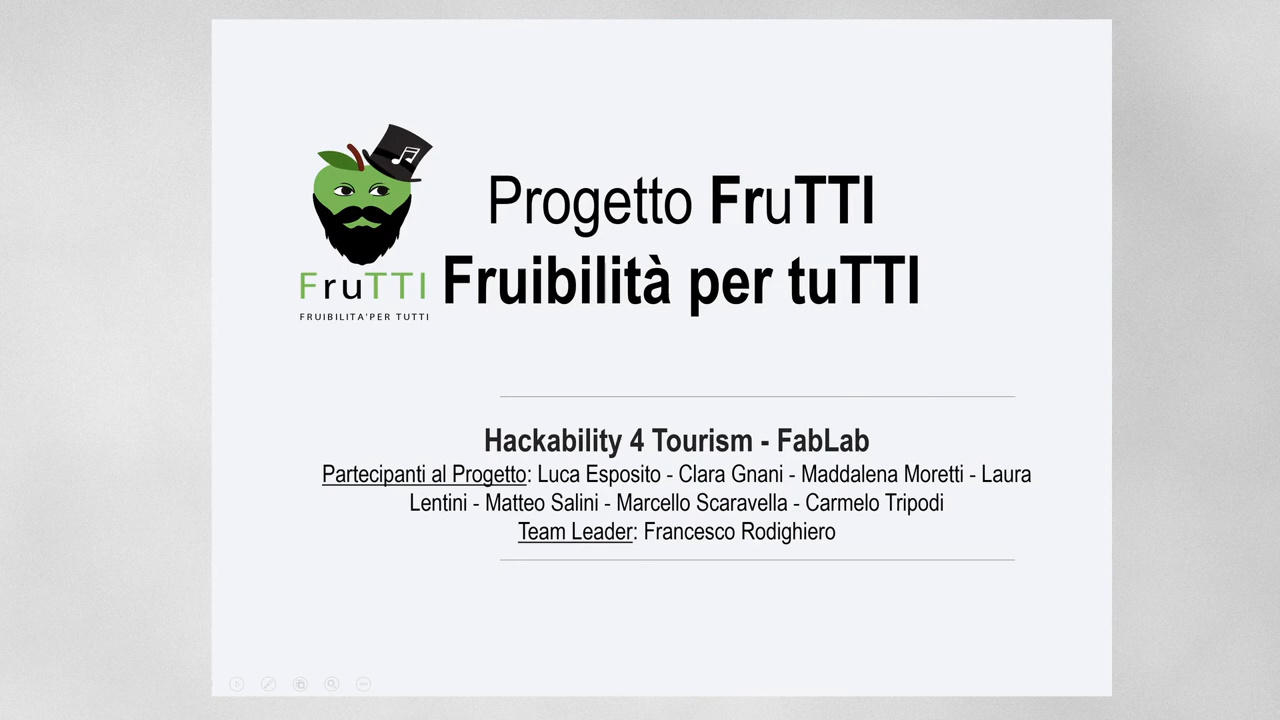 Progetto FruTTI
Fruibilità per tuTTI
FruTTI
FRUIBILITA'PER TUTTI
Hackability 4 Tourism - FabLab
Partecipanti al Progetto: Luca Esposito - Clara Gnani - Maddalena Moretti - Laura
Lentini - Matteo Salini - Marcello Scaravella - Carmelo Tripodi
Team Leader: Francesco Rodighiero